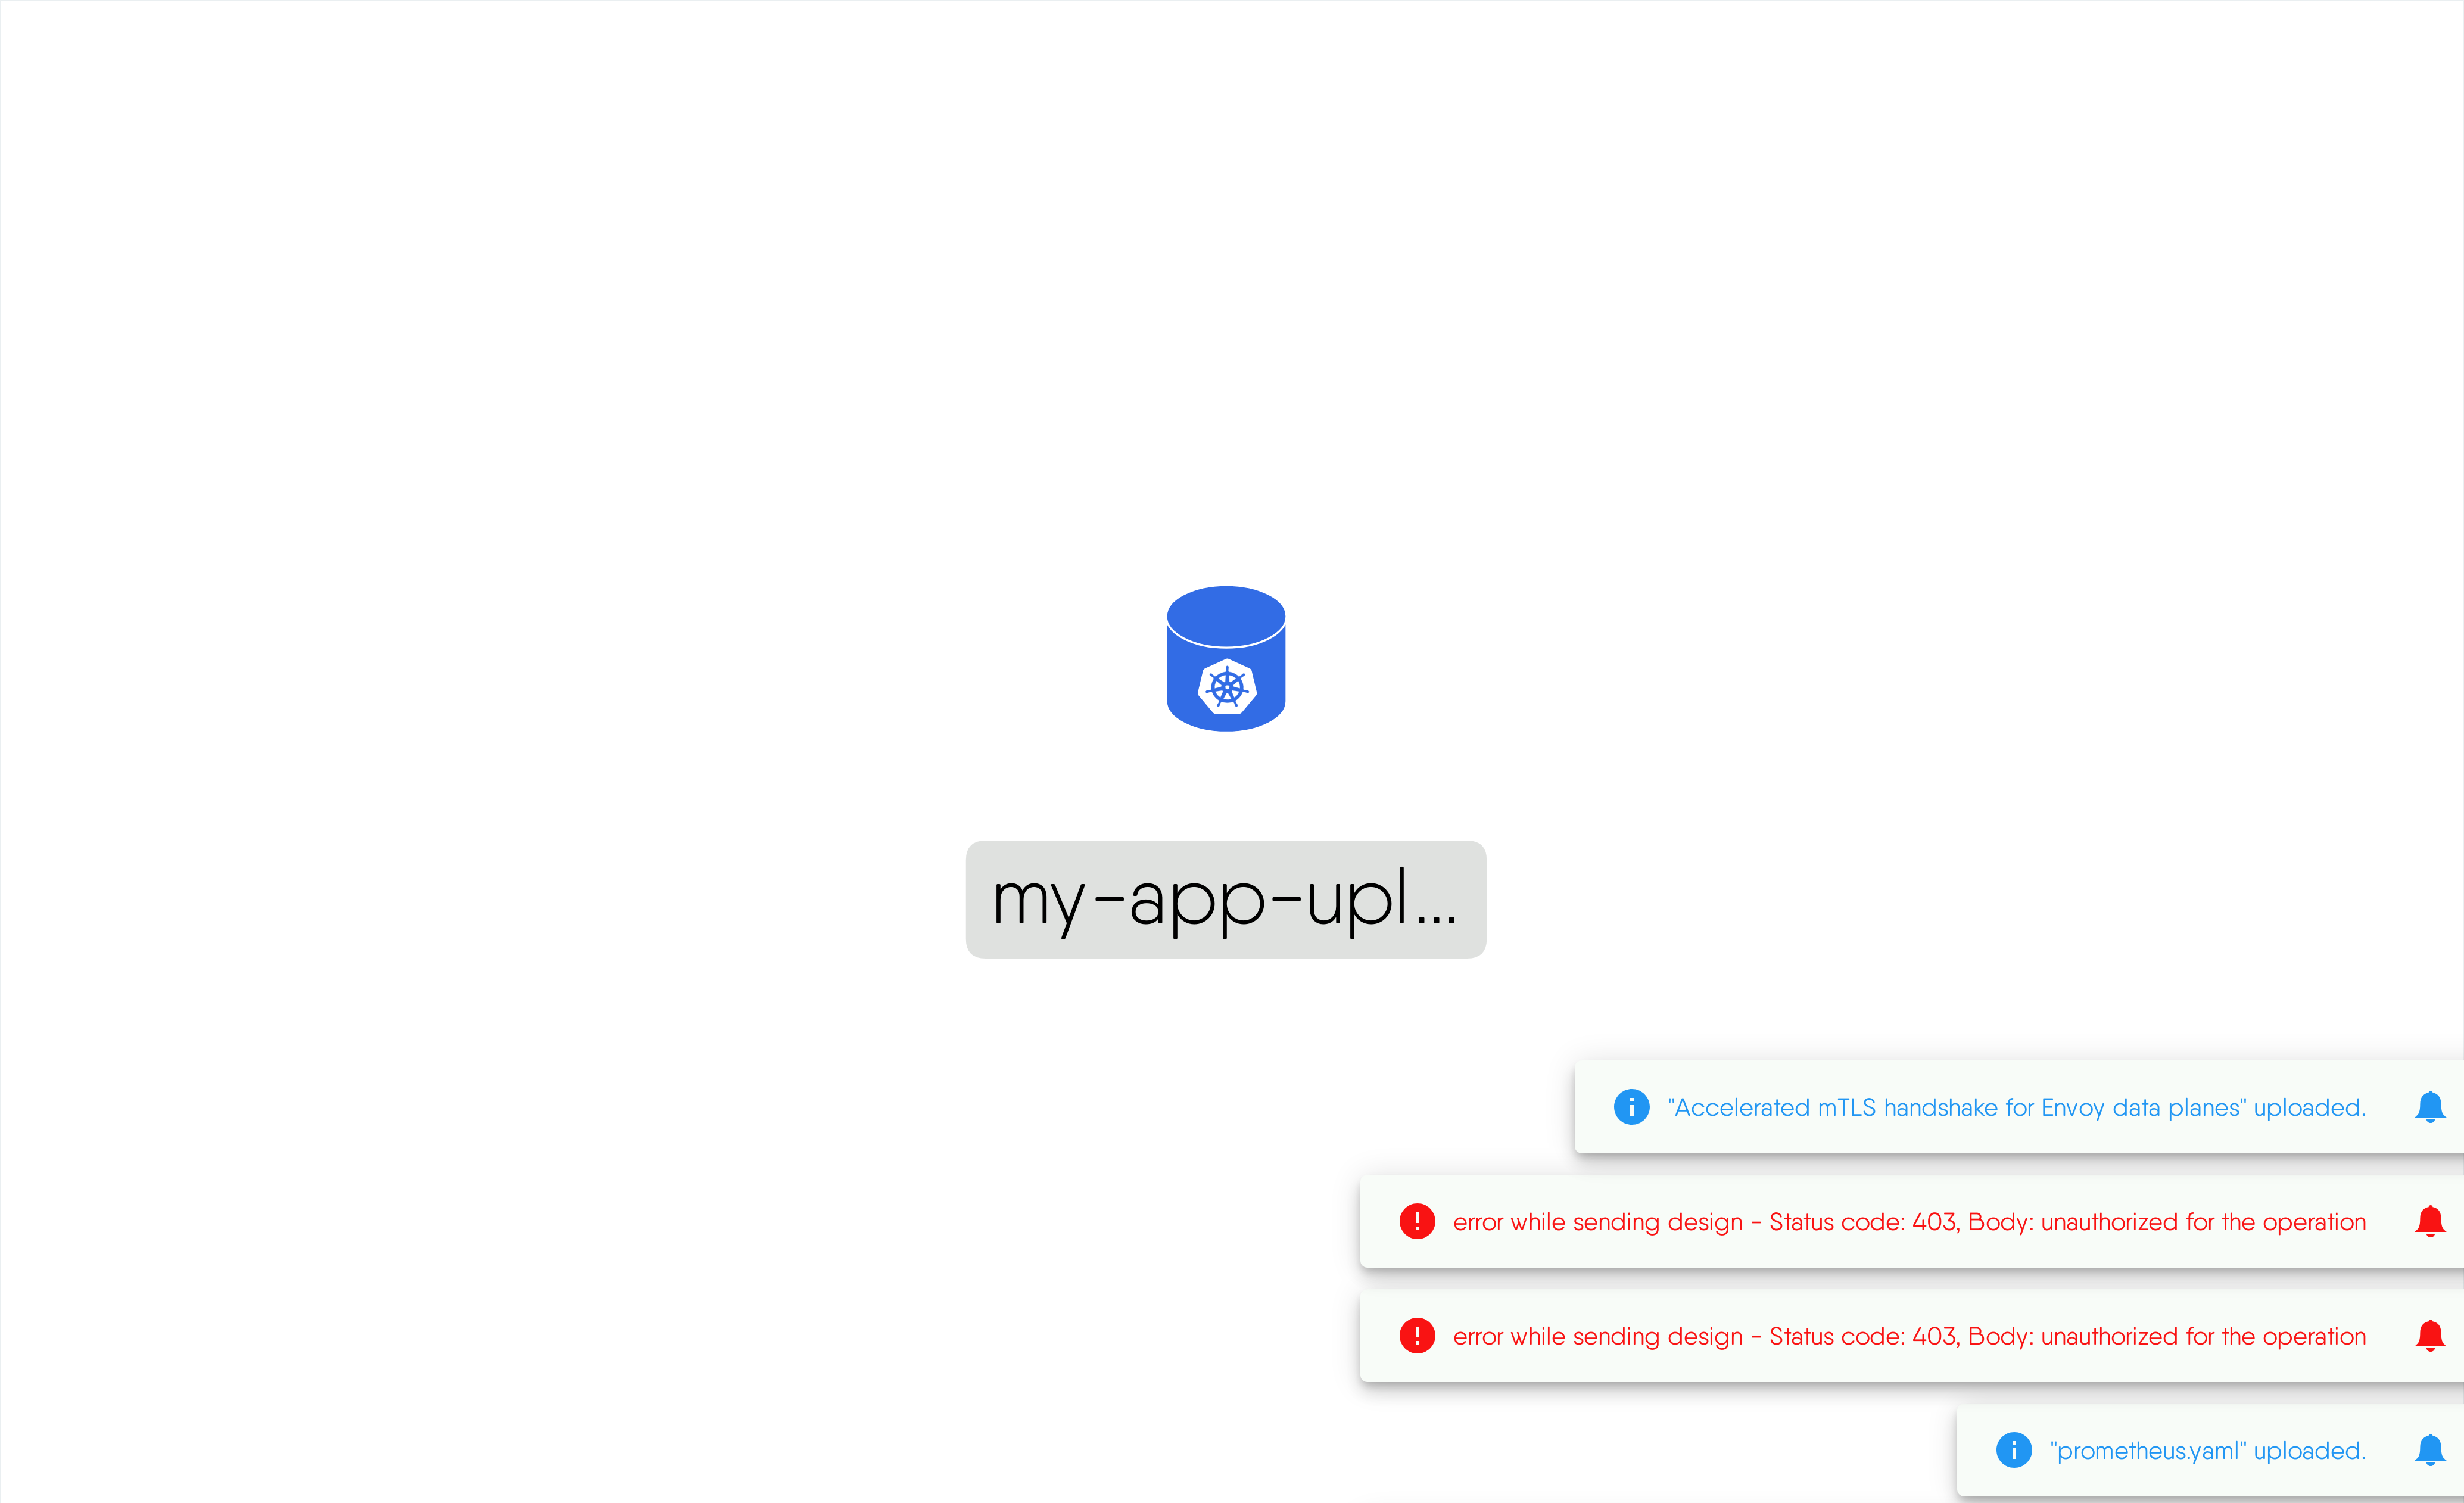 my-app-upl...
"Accelerated mTLS handshake for Envoy data planes" uploaded.
error while sending design - Status code: 403, Body: unauthorized for the operation
error while sending design - Status code: 403, Body: unauthorized for the operation
"prometheus.yaml" uploaded.